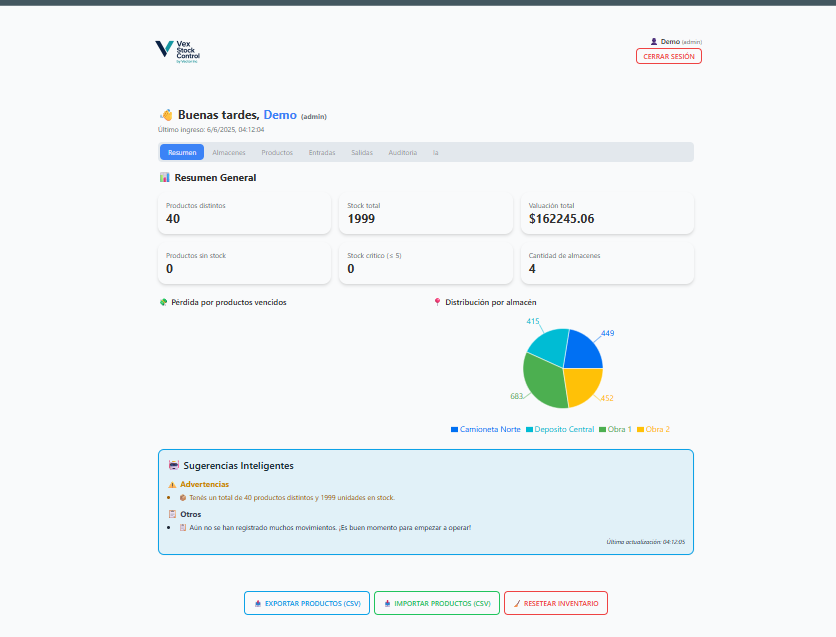 Vex
Stock
Control
by Vector Int
Demo (admin)
CERRAR SESIÓN
Buenas tardes, Demo (admin)
Último ingreso: 6/6/2025, 04:12:04
Resumen Almacenes Productos Entradas Salidas Auditoria Ia
Resumen General
Productos distintos
40
Stock total
1999
Valuación total
$162245.06
Productos sin stock
0
Stock crítico (≤ 5)
0
Cantidad de almacenes
4
Pérdida por productos vencidos
Distribución por almacén
415
449
683
452
Camioneta Norte Deposito Central Obra 1 Obra 2
Sugerencias Inteligentes
Advertencias
Tenés un total de 40 productos distintos y 1999 unidades en stock.
Otros
Aún no se han registrado muchos movimientos. ¡Es buen momento para empezar a operar!
Última actualización: 04:12:05
EXPORTAR PRODUCTOS (CSV) IMPORTAR PRODUCTOS (CSV) RESETEAR INVENTARIO